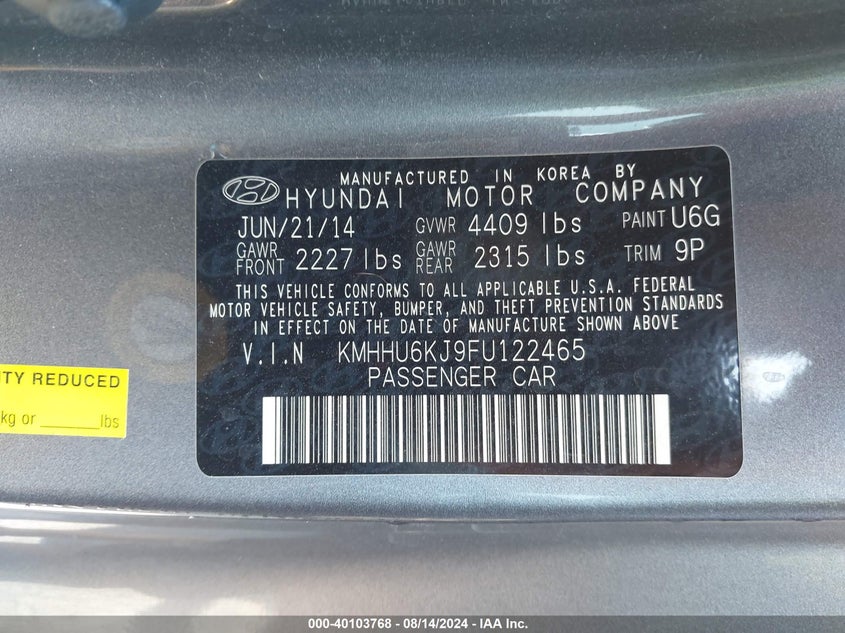 MANUFACTURED IN KOREA BY
HYUNDAI MOTOR COMPANY
JUN/21/14 GVWR 4409 lbs PAINT U6G
GAWR FRONT 2227 lbs GAWR REAR 2315 lbs TRIM 9P
THIS VEHICLE CONFORMS TO ALL APPLICABLE U.S.A. FEDERAL
MOTOR VEHICLE SAFETY, BUMPER, AND THEFT PREVENTION STANDARDS
IN EFFECT ON THE DATE OF MANUFACTURE SHOWN ABOVE
V.I.N KMHHU6KJ9FU122465
PASSENGER CAR
REDUCED
kg or ______lbs
000-40103768 - 08/14/2024 - IAA Inc.